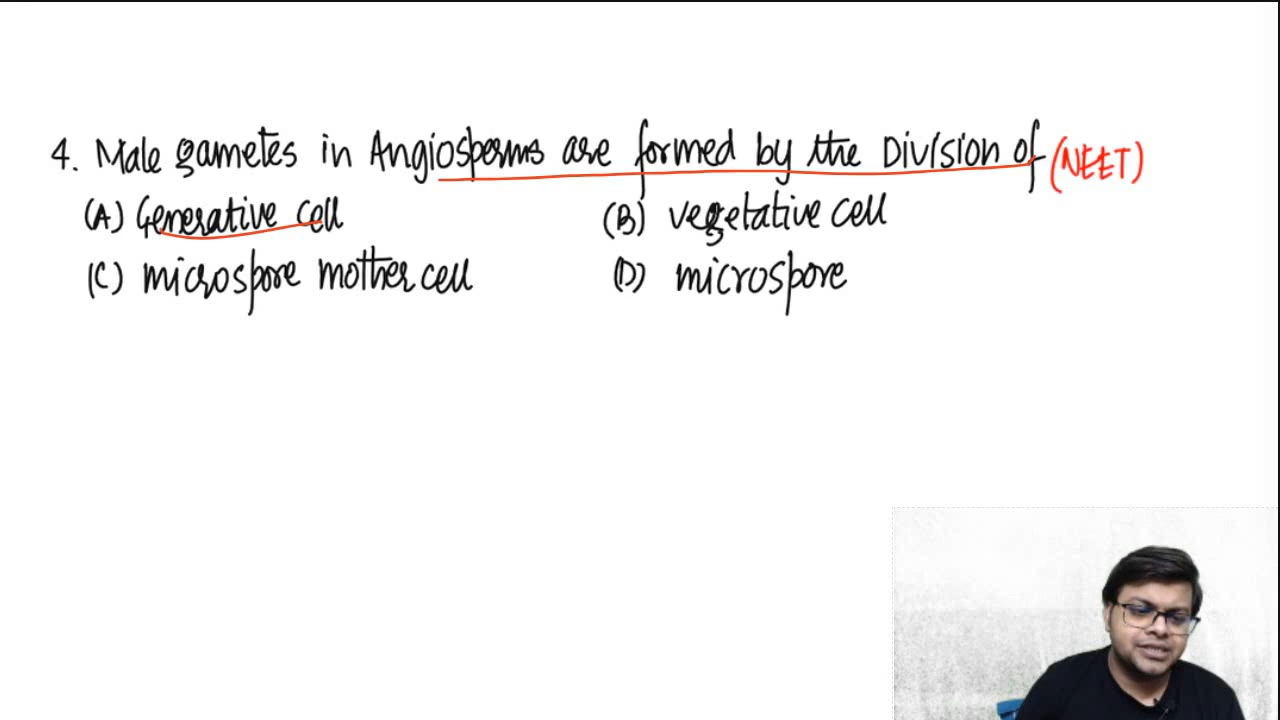 4. Male gametes in Angiosperms are formed by the Division of (NEET)
(A) Generative cell (B) vegetative cell
(C) microspore mother cell (D) microspore